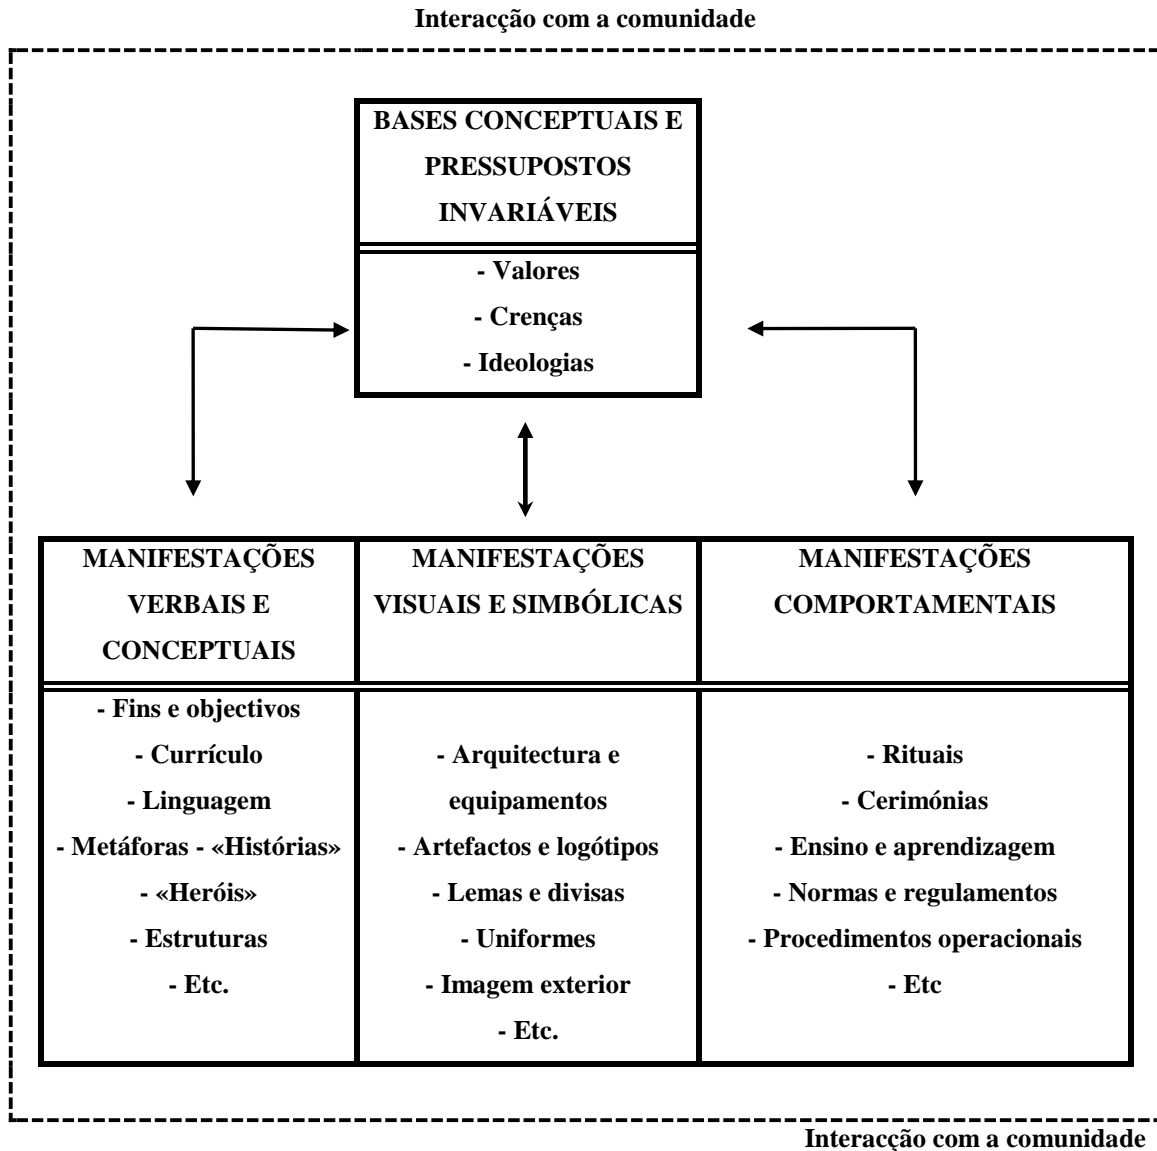 Interacção com a comunidade
BASES CONCEPTUAIS E
PRESSUPOSTOS
INVARIÁVEIS
- Valores
- Crenças
- Ideologias
MANIFESTAÇÕES
VERBAIS E
CONCEPTUAIS
- Fins e objectivos
- Currículo
- Linguagem
- Metáforas - «Histórias»
- «Heróis»
- Estruturas
- Etc.
MANIFESTAÇÕES
VISUAIS E SIMBÓLICAS
- Arquitectura e
equipamentos
- Artefactos e logótipos
- Lemas e divisas
- Uniformes
- Imagem exterior
- Etc.
MANIFESTAÇÕES
COMPORTAMENTAIS
- Rituais
- Cerimónias
- Ensino e aprendizagem
- Normas e regulamentos
- Procedimentos operacionais
- Etc
Interacção com a comunidade